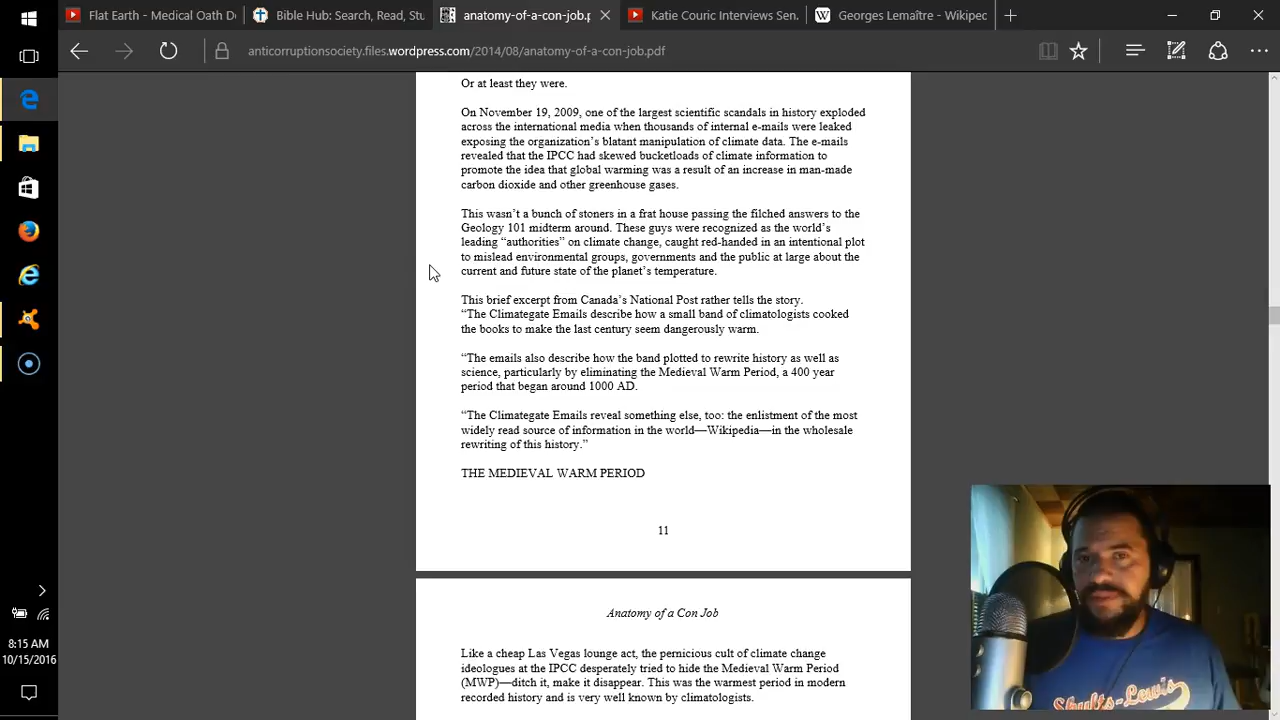 Flat Earth - Medical Oath D
Bible Hub: Search, Read, Stu
anatomy-of-a-con-job.p
Katie Couric Interviews Sen.
Georges Lemaître - Wikipec
anticorruptionsociety.files.wordpress.com/2014/08/anatomy-of-a-con-job.pdf
Or at least they were.
On November 19, 2009, one of the largest scientific scandals in history exploded
across the international media when thousands of internal e-mails were leaked
exposing the organization's blatant manipulation of climate data. The e-mails
revealed that the IPCC had skewed bucketloads of climate information to
promote the idea that global warming was a result of an increase in man-made
carbon dioxide and other greenhouse gases.
This wasn't a bunch of stoners in a frat house passing the filched answers to the
Geology 101 midterm around. These guys were recognized as the world's
leading “authorities” on climate change, caught red-handed in an intentional plot
to mislead environmental groups, governments and the public at large about the
current and future state of the planet's temperature.
This brief excerpt from Canada's National Post rather tells the story.
“The Climategate Emails describe how a small band of climatologists cooked
the books to make the last century seem dangerously warm.
“The emails also describe how the band plotted to rewrite history as well as
science, particularly by eliminating the Medieval Warm Period, a 400 year
period that began around 1000 AD.
“The Climategate Emails reveal something else, too: the enlistment of the most
widely read source of information in the world—Wikipedia—in the wholesale
rewriting of this history.”
THE MEDIEVAL WARM PERIOD
11
Anatomy of a Con Job
Like a cheap Las Vegas lounge act, the pernicious cult of climate change
ideologues at the IPCC desperately tried to hide the Medieval Warm Period
(MWP)—ditch it, make it disappear. This was the warmest period in modern
recorded history and is very well known by climatologists.
8:15 AM
10/15/2016
Shults-Lewis